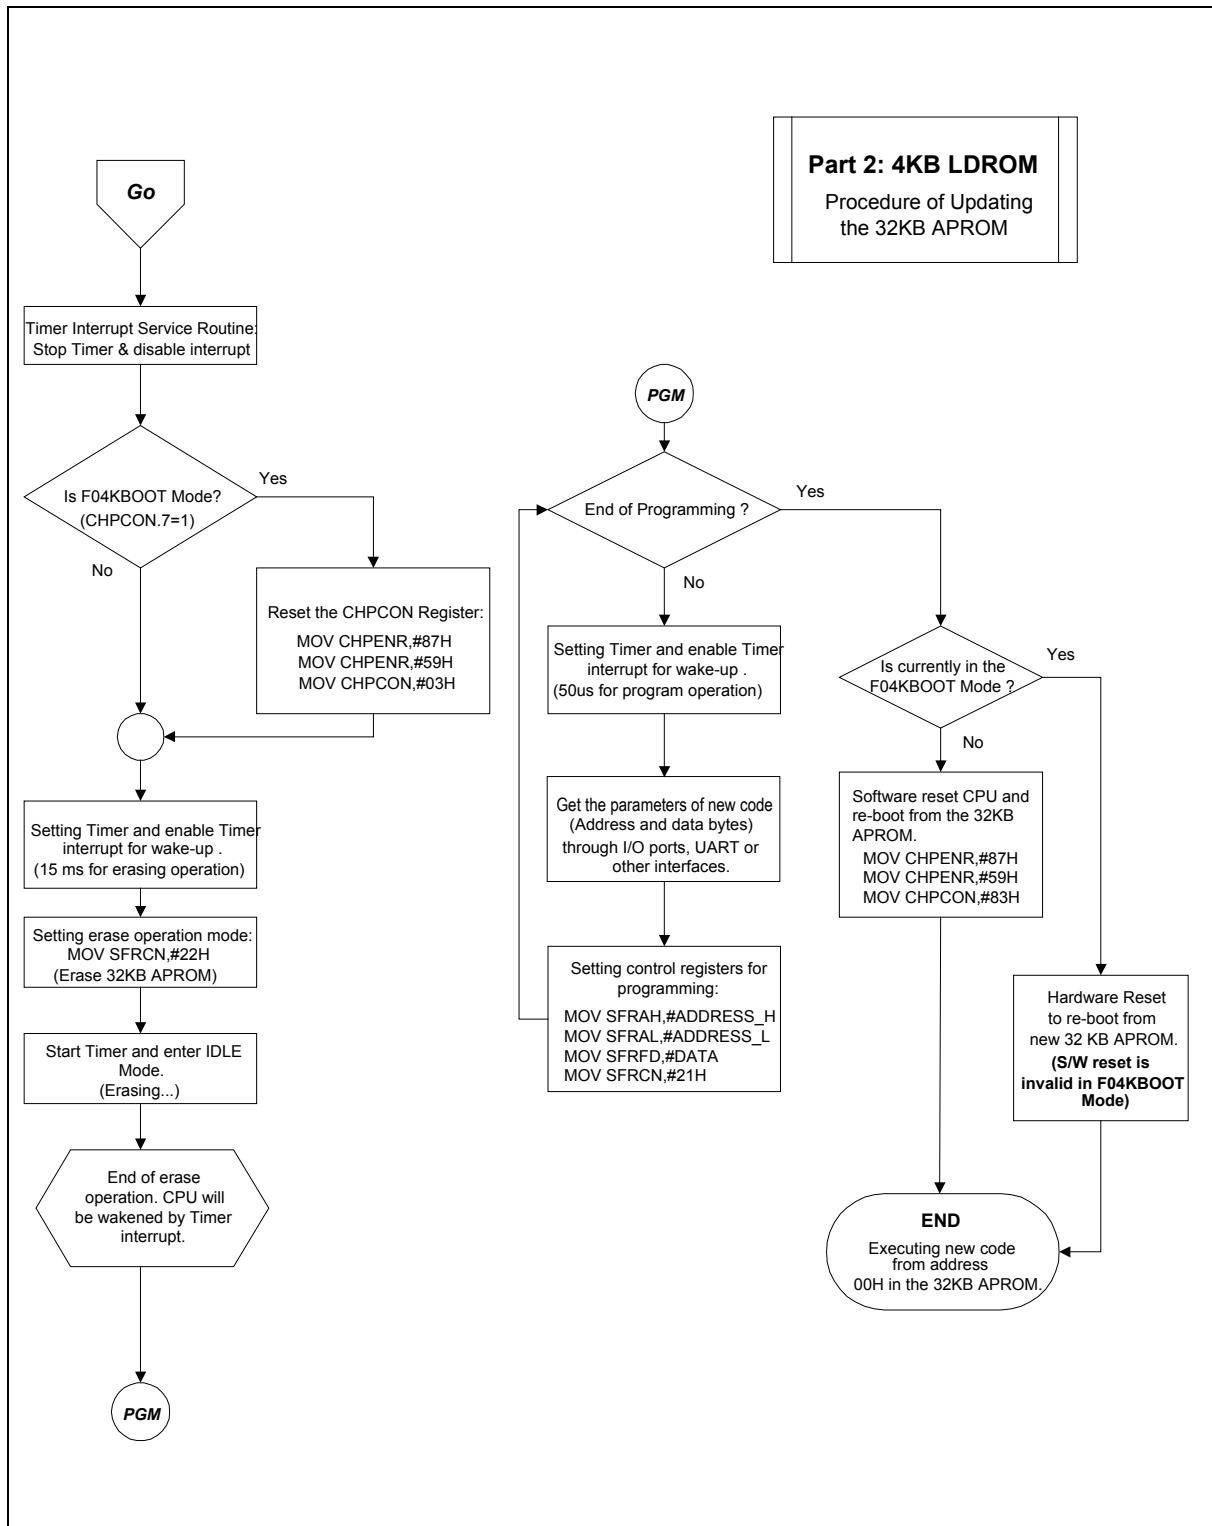 Part 2: 4KB LDROM
Procedure of Updating
the 32KB APROM
Go
Timer Interrupt Service Routine:
Stop Timer & disable interrupt
Is F04KBOOT Mode?
(CHPCON.7=1)
Yes
No
Reset the CHPCON Register:
MOV CHPENR,#87H
MOV CHPENR,#59H
MOV CHPCON,#03H
Setting Timer and enable Timer
interrupt for wake-up .
(15 ms for erasing operation)
Setting erase operation mode:
MOV SFRCN,#22H
(Erase 32KB APROM)
Start Timer and enter IDLE
Mode.
(Erasing...)
End of erase
operation. CPU will
be wakened by Timer
interrupt.
PGM
PGM
End of Programming ?
Yes
No
Setting Timer and enable Timer
interrupt for wake-up .
(50us for program operation)
Get the parameters of new code
(Address and data bytes)
through I/O ports, UART or
other interfaces.
Setting control registers for
programming:
MOV SFRAH,#ADDRESS_H
MOV SFRAL,#ADDRESS_L
MOV SFRFD,#DATA
MOV SFRCN,#21H
Is currently in the
F04KBOOT Mode ?
Yes
No
Software reset CPU and
re-boot from the 32KB
APROM.
MOV CHPENR,#87H
MOV CHPENR,#59H
MOV CHPCON,#83H
Hardware Reset
to re-boot from
new 32 KB APROM.
(S/W reset is
invalid in F04KBOOT
Mode)
END
Executing new code
from address
00H in the 32KB APROM.